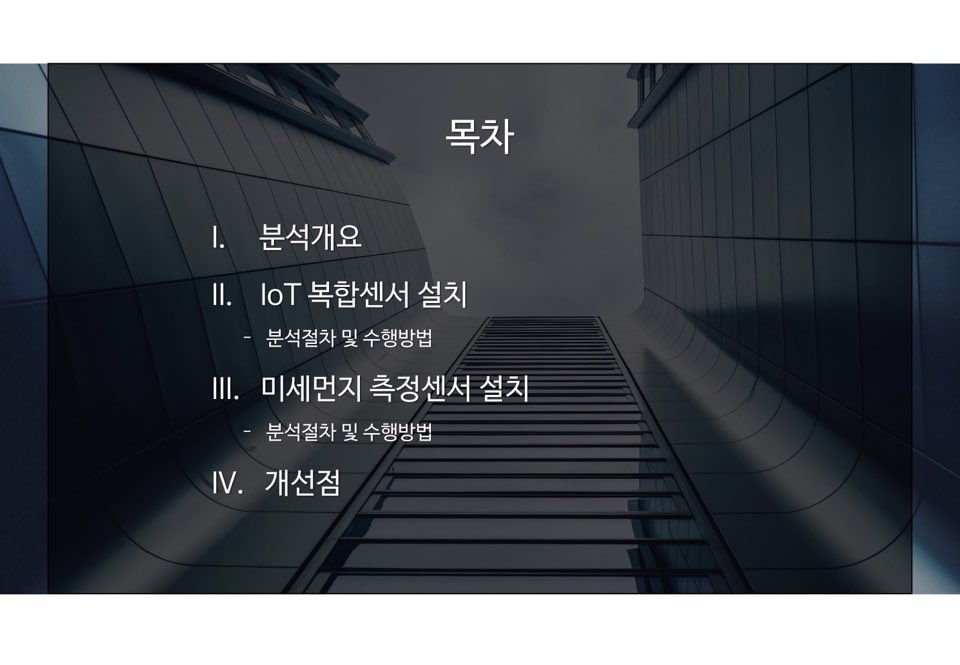 목차
I. 분석개요
II. IoT 복합센서 설치
- 분석절차 및 수행방법
III. 미세먼지 측정센서 설치
- 분석절차 및 수행방법
IV. 개선점